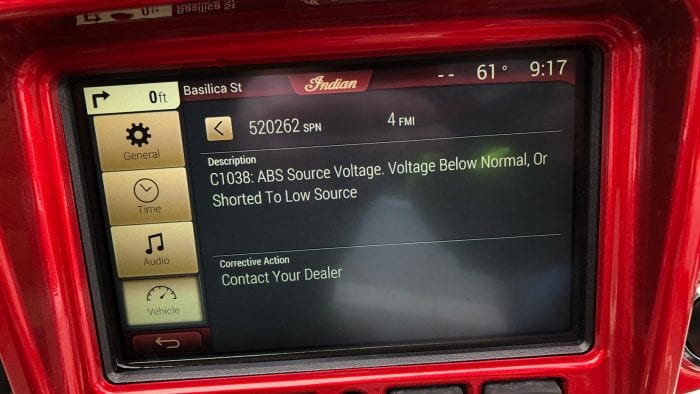 0ft
Basilica St
Indian
-- 61° 9:17
General
Time
Audio
Vehicle
520262 SPN
4 FMI
Description
C1038: ABS Source Voltage. Voltage Below Normal, Or
Shorted To Low Source
Corrective Action
Contact Your Dealer